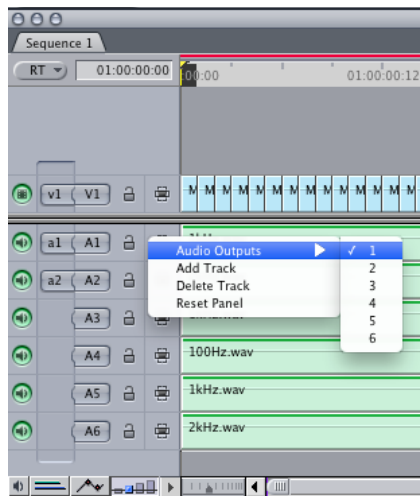 Sequence 1
RT 01:00:00:00 00:00 01:00:00:12
v1 V1 M M M M M M M M M M M M M M
a1 A1
Audio Outputs ✓ 1
a2 A2 Add Track 2
Delete Track 3
Reset Panel 4
A3 5
6
A4 100Hz.wav
A5 1kHz.wav
A6 2kHz.wav